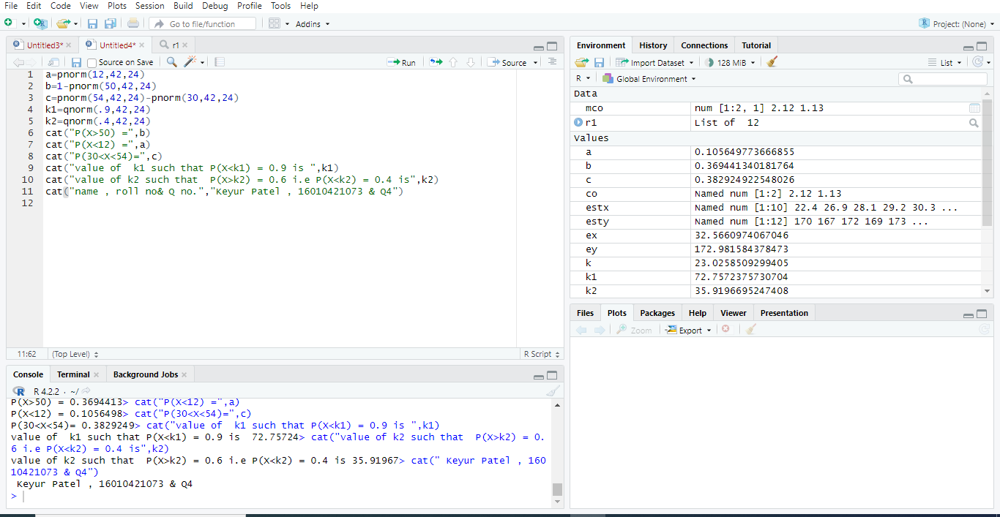 File Edit Code View Plots Session Build Debug Profile Tools Help
Go to file/function Addins Project: (None)
Untitled3* Untitled4* r1
Source on Save Run Source
1 a=pnorm(12,42,24)
2 b=1-pnorm(50,42,24)
3 c=pnorm(54,42,24)-pnorm(30,42,24)
4 k1=qnorm(.9,42,24)
5 k2=qnorm(.4,42,24)
6 cat("P(X>50) =",b)
7 cat("P(X<12) =",a)
8 cat("P(30<X<54)=",c)
9 cat("value of  k1 such that P(X<k1) = 0.9 is ",k1)
10 cat("value of k2 such that  P(X>k2) = 0.6 i.e P(X<k2) = 0.4 is",k2)
11 cat("name , roll no& Q no.","Keyur Patel , 16010421073 & Q4")
12
11:62 (Top Level) R Script
Console Terminal Background Jobs
R R 4.2.2 · ~/
P(X>50) = 0.3694413> cat("P(X<12) =",a)
P(X<12) = 0.1056498> cat("P(30<X<54)=",c)
P(30<X<54)= 0.3829249> cat("value of  k1 such that P(X<k1) = 0.9 is ",k1)
value of  k1 such that P(X<k1) = 0.9 is  72.75724> cat("value of k2 such that  P(X>k2) = 0.
6 i.e P(X<k2) = 0.4 is",k2)
value of k2 such that  P(X>k2) = 0.6 i.e P(X<k2) = 0.4 is 35.91967> cat(" Keyur Patel , 160
10421073 & Q4")
 Keyur Patel , 16010421073 & Q4
>
Environment History Connections Tutorial
Import Dataset 128 MiB List
R Global Environment
Data
mco num [1:2, 1] 2.12 1.13
r1 List of  12
Values
a 0.105649773666855
b 0.369441340181764
c 0.382924922548026
co Named num [1:2] 2.12 1.13
estx Named num [1:10] 22.4 26.9 28.1 29.2 30.3 ...
esty Named num [1:12] 170 167 172 169 173 ...
ex 32.5660974067046
ey 172.981584378473
k 23.0258509299405
k1 72.7572375730704
k2 35.9196695247408
Files Plots Packages Help Viewer Presentation
Zoom Export